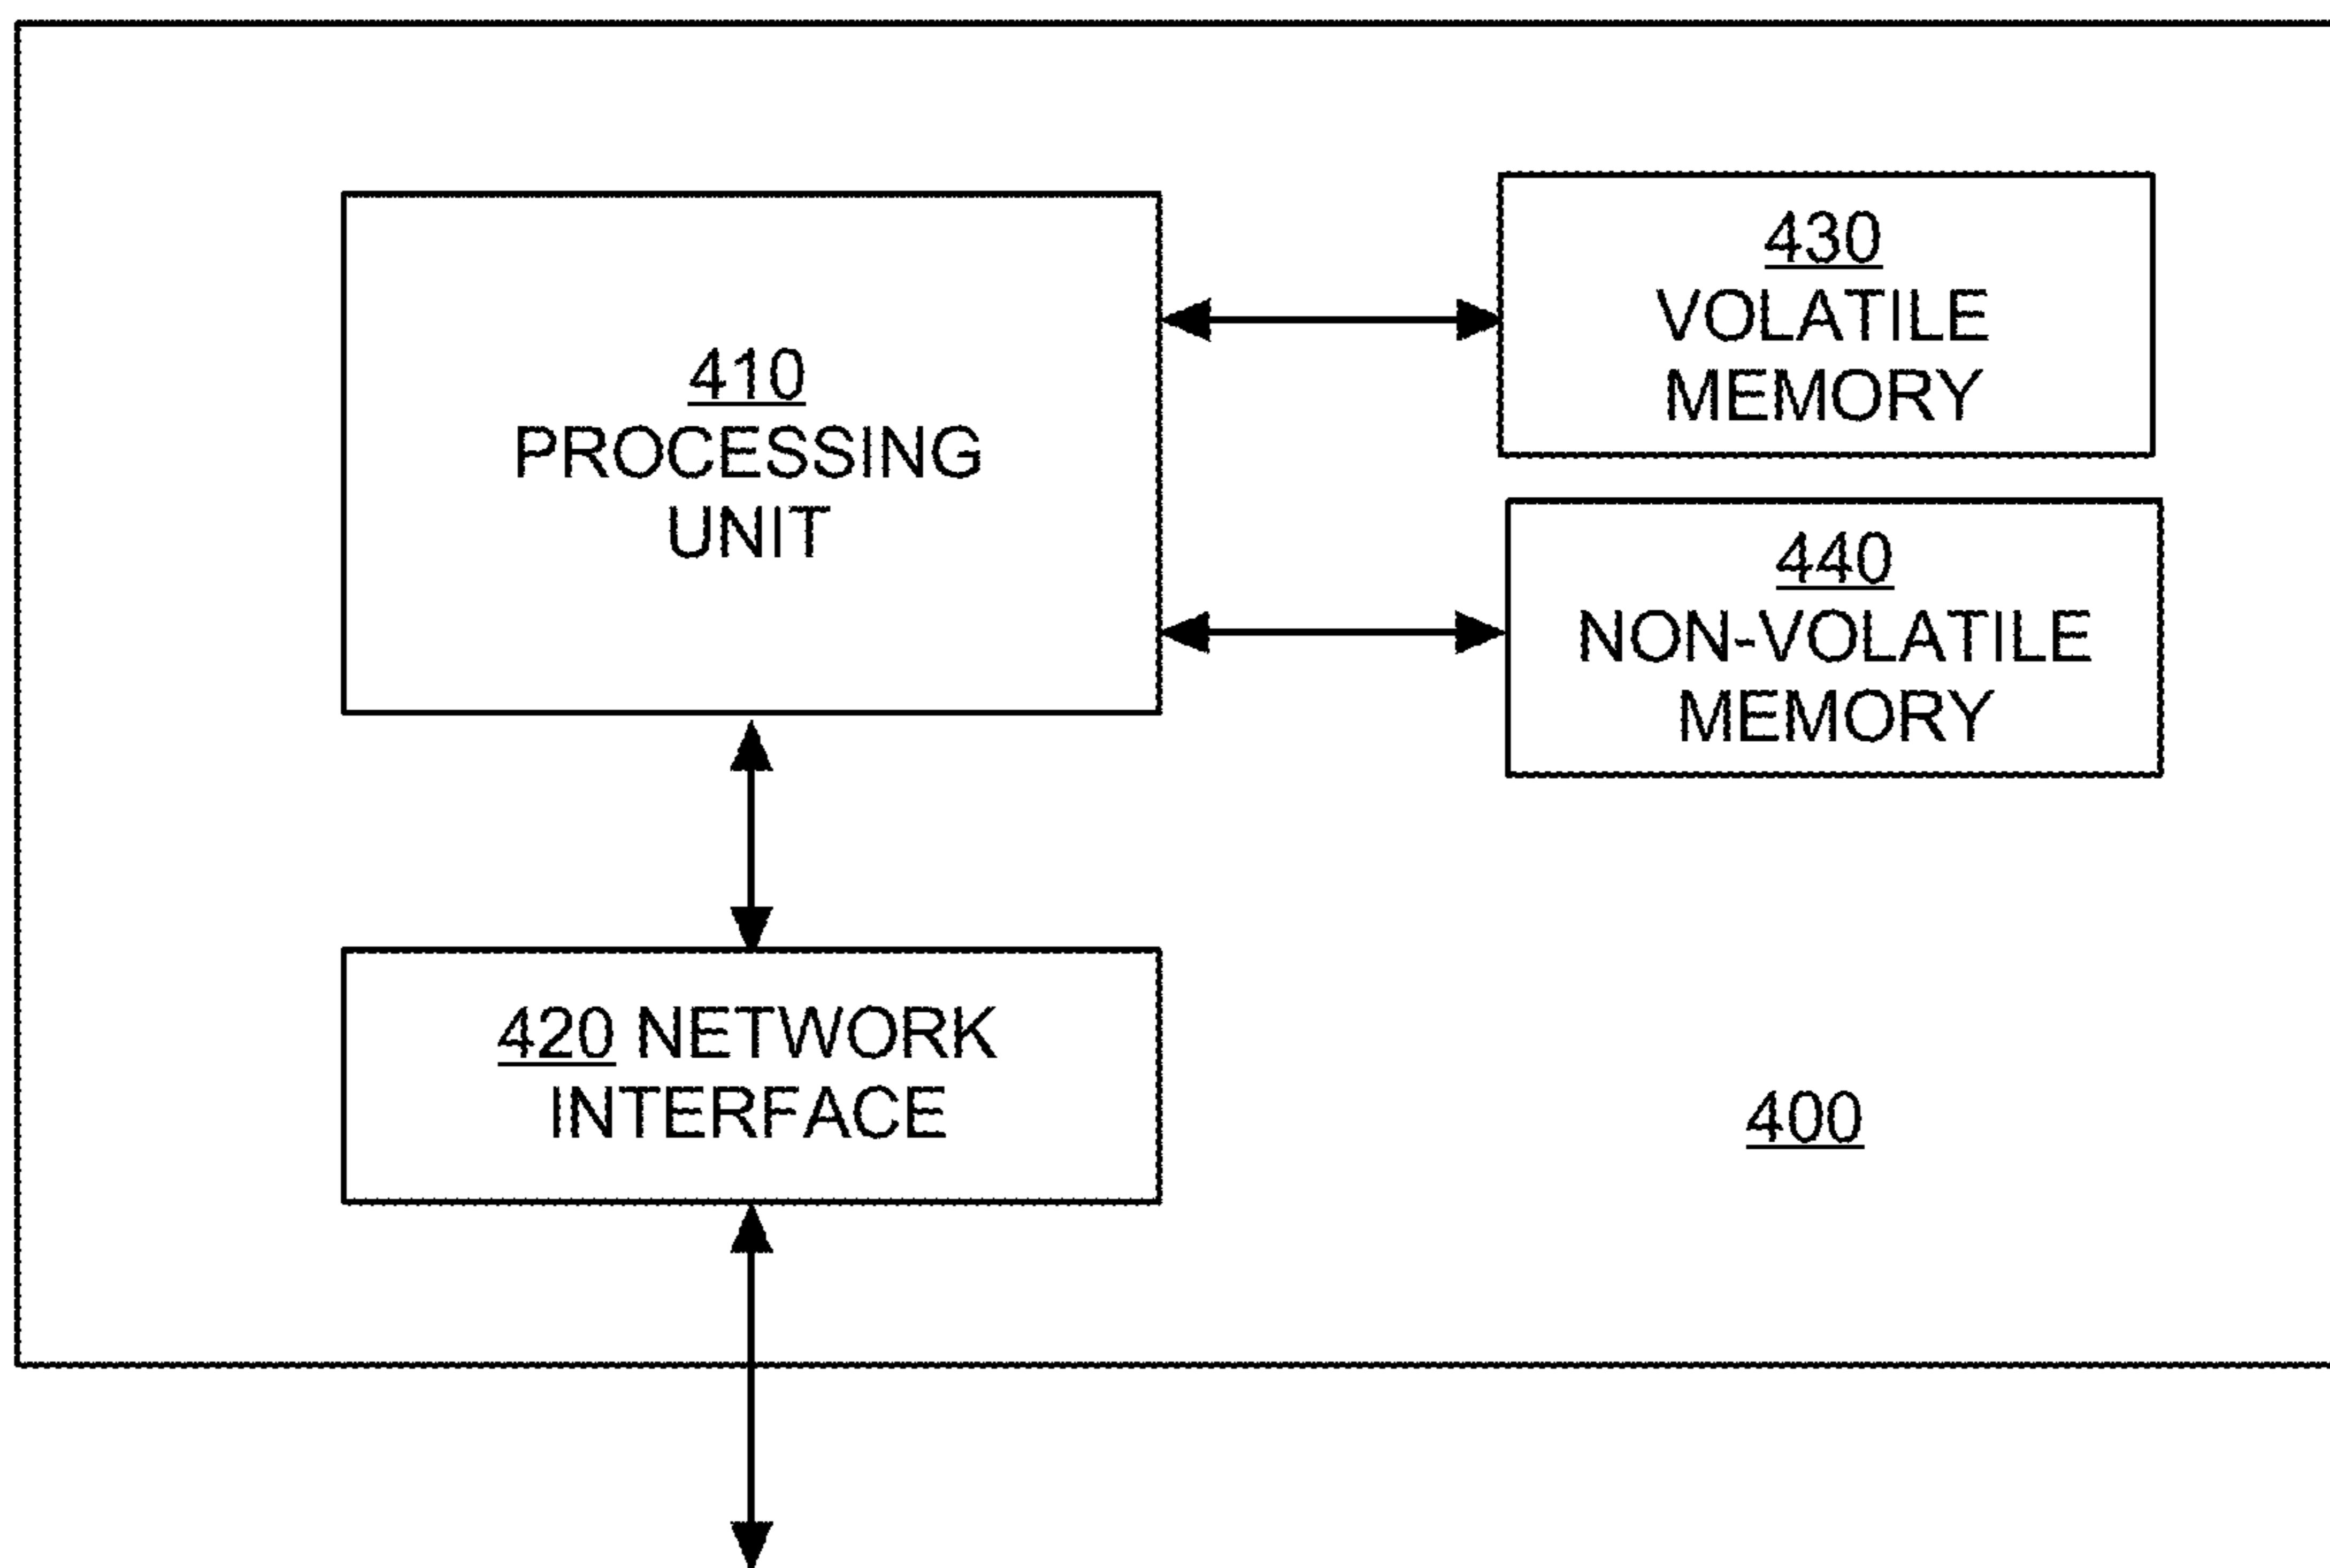 410
PROCESSING
UNIT
430
VOLATILE
MEMORY
440
NON-VOLATILE
MEMORY
420 NETWORK
INTERFACE
400